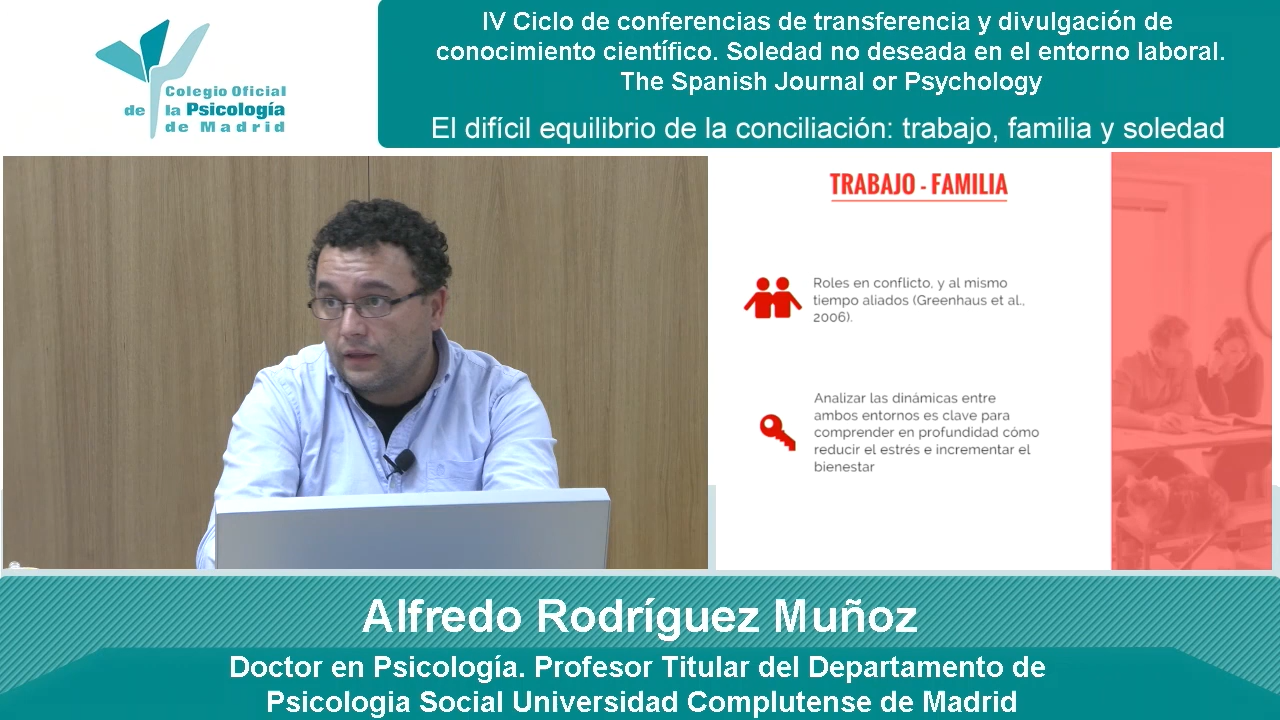 Colegio Oficial
de la Psicología
de Madrid
IV Ciclo de conferencias de transferencia y divulgación de
conocimiento científico. Soledad no deseada en el entorno laboral.
The Spanish Journal or Psychology
El difícil equilibrio de la conciliación: trabajo, familia y soledad
TRABAJO - FAMILIA
Roles en conflicto, y al mismo
tiempo aliados (Greenhaus et al.,
2006).
Analizar las dinámicas entre
ambos entornos es clave para
comprender en profundidad cómo
reducir el estrés e incrementar el
bienestar
Alfredo Rodríguez Muñoz
Doctor en Psicología. Profesor Titular del Departamento de
Psicologia Social Universidad Complutense de Madrid